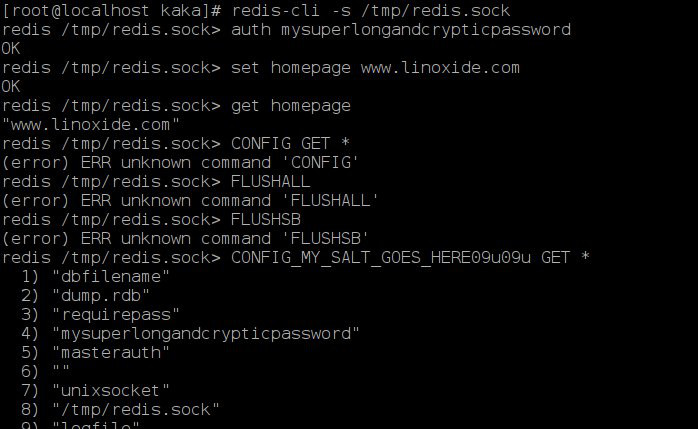 [root@localhost kaka]# redis-cli -s /tmp/redis.sock
redis /tmp/redis.sock> auth mysuperlongandcrypticpassword
OK
redis /tmp/redis.sock> set homepage www.linoxide.com
OK
redis /tmp/redis.sock> get homepage
"www.linoxide.com"
redis /tmp/redis.sock> CONFIG GET *
(error) ERR unknown command 'CONFIG'
redis /tmp/redis.sock> FLUSHALL
(error) ERR unknown command 'FLUSHALL'
redis /tmp/redis.sock> FLUSHSB
(error) ERR unknown command 'FLUSHSB'
redis /tmp/redis.sock> CONFIG_MY_SALT_GOES_HERE09u09u GET *
1) "dbfilename"
2) "dump.rdb"
3) "requirepass"
4) "mysuperlongandcrypticpassword"
5) "masterauth"
6) ""
7) "unixsocket"
8) "/tmp/redis.sock"
9) "logfile"